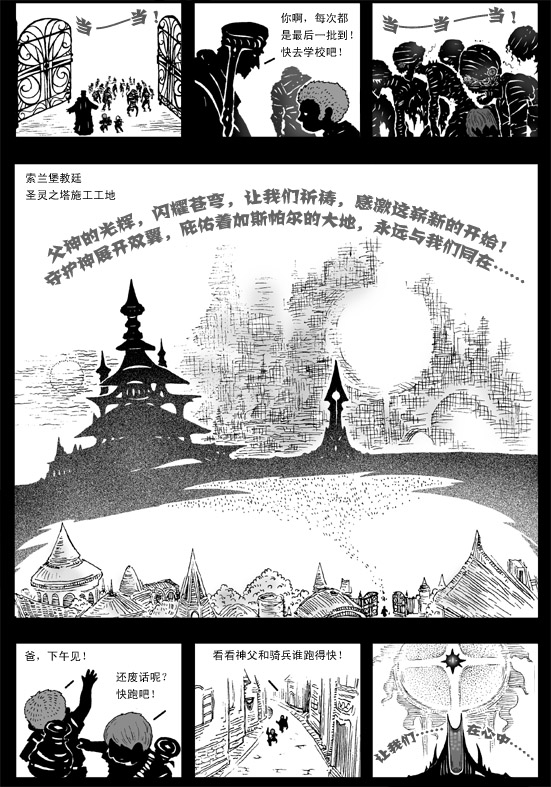 当——当！
你啊，每次都
是最后一批到！
快去学校吧！
当——当——当！
索兰堡教廷
圣灵之塔施工工地
父神的光辉，闪耀苍穹，让我们祈祷，感激这崭新的开始！
守护神展开双翼，庇佑着加斯帕尔的大地，永远与我们同在……
爸，下午见！
还废话呢？
快跑吧！
看看神父和骑兵谁跑得快！
让我们……在心中……